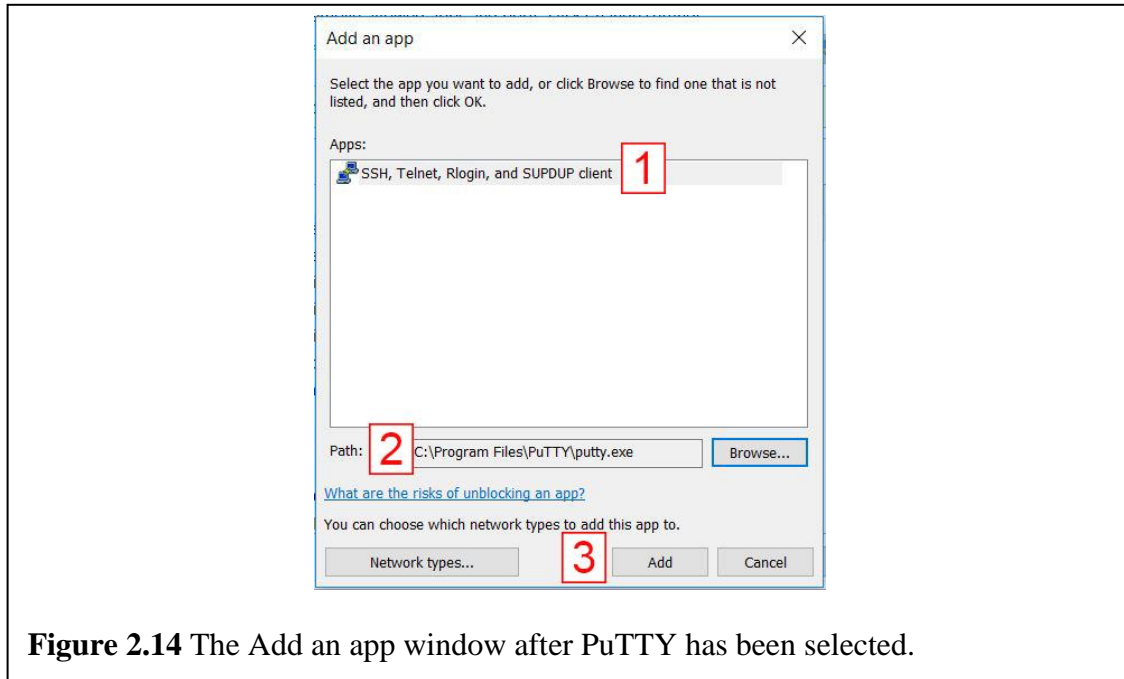 Add an app
Select the app you want to add, or click Browse to find one that is not
listed, and then click OK.
Apps:
SSH, Telnet, Rlogin, and SUPDUP client
1
Path:
2
C:\Program Files\PuTTY\putty.exe
Browse...
What are the risks of unblocking an app?
You can choose which network types to add this app to.
Network types...
3
Add
Cancel
Figure 2.14 The Add an app window after PuTTY has been selected.